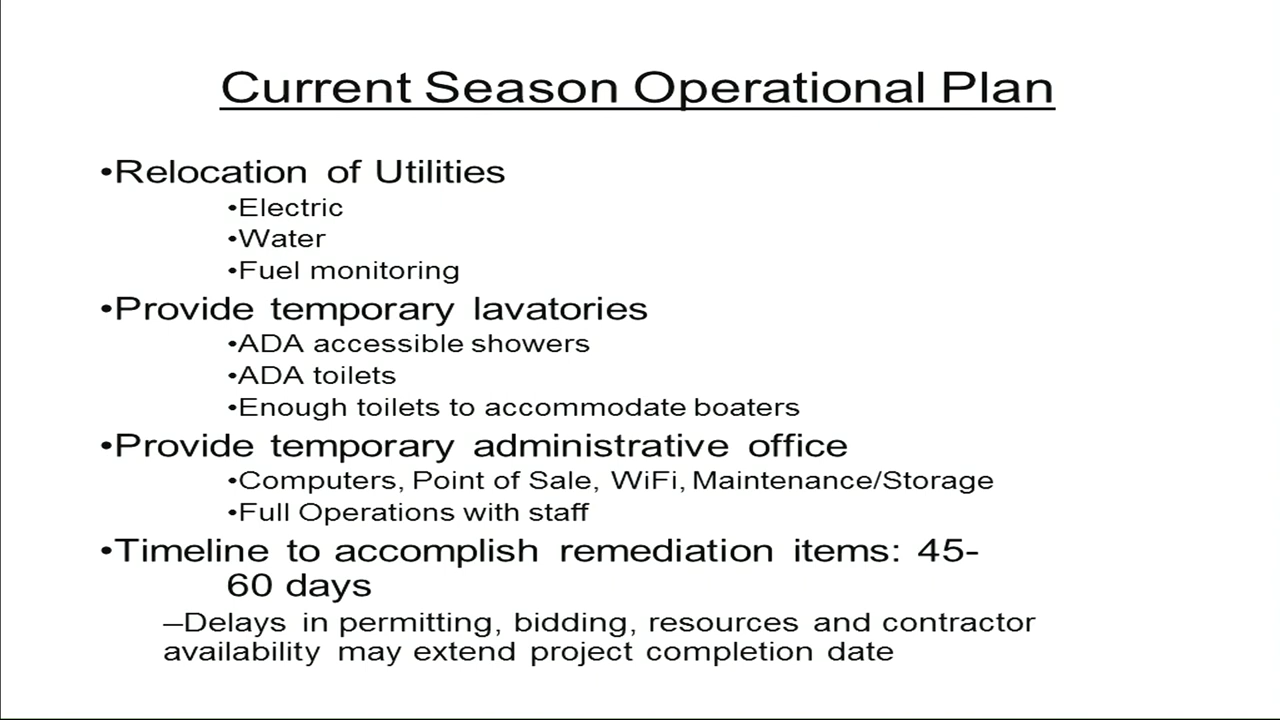 Current Season Operational Plan
•Relocation of Utilities
•Electric
•Water
•Fuel monitoring
•Provide temporary lavatories
•ADA accessible showers
•ADA toilets
•Enough toilets to accommodate boaters
•Provide temporary administrative office
•Computers, Point of Sale, WiFi, Maintenance/Storage
•Full Operations with staff
•Timeline to accomplish remediation items: 45-
60 days
–Delays in permitting, bidding, resources and contractor
availability may extend project completion date